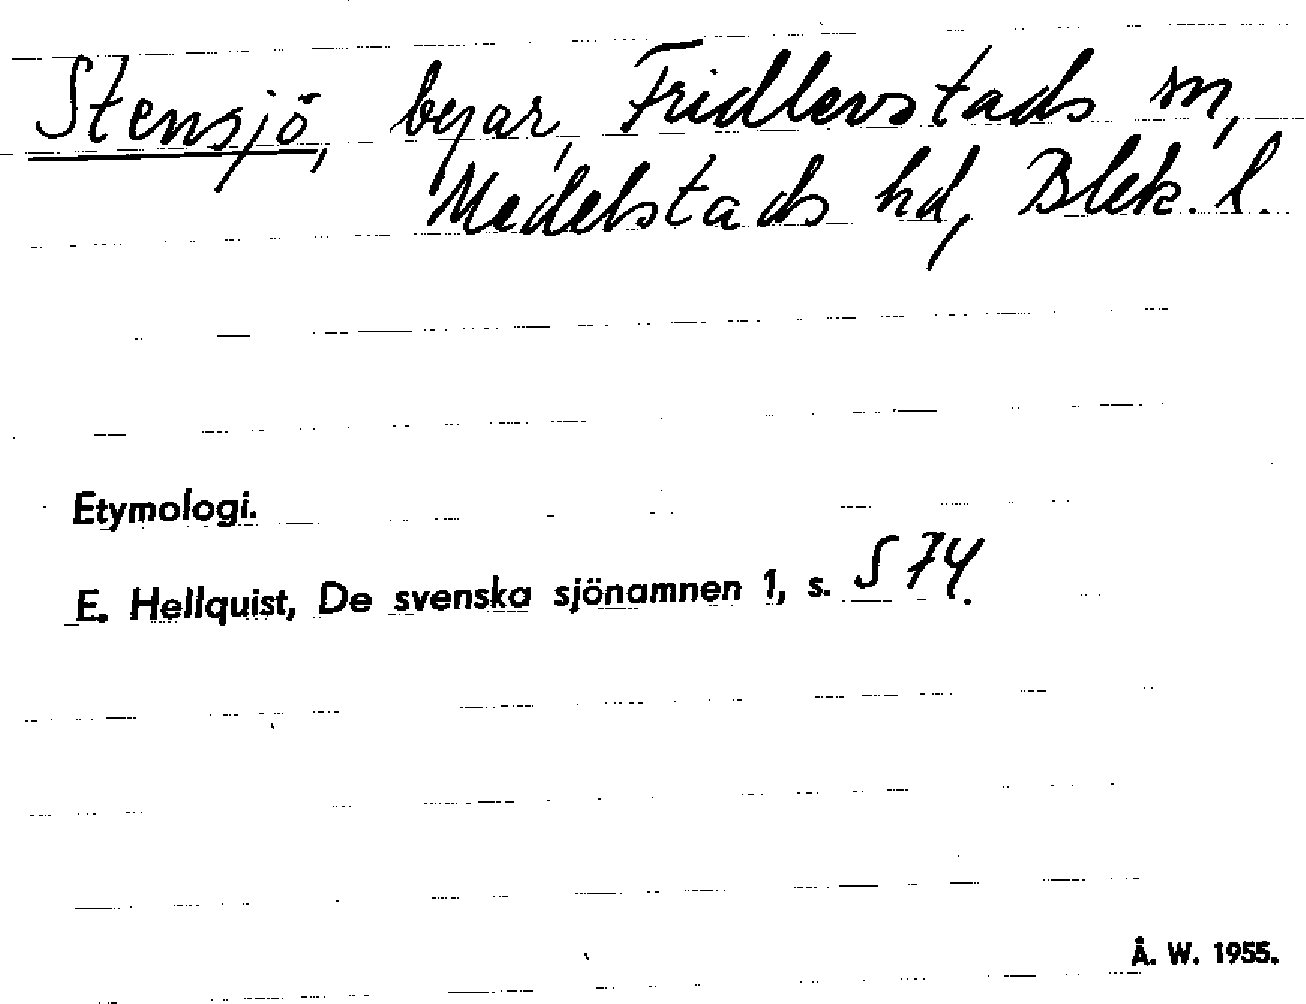 Stensjö, byar, Fridlevstads sn,
Medelstads hd, Blek. l.
Etymologi.
E. Hellquist, De svenska sjönamnen 1, s. 574.
Å. W. 1955.